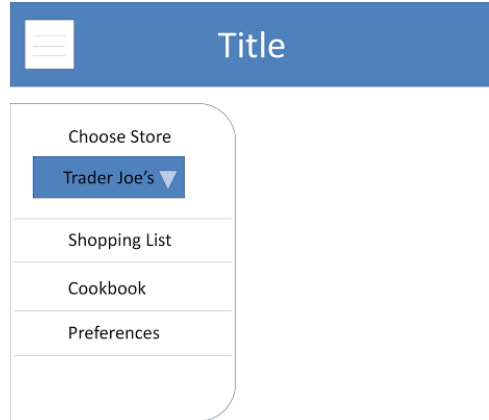 Title
Choose Store
Trader Joe's
Shopping List
Cookbook
Preferences